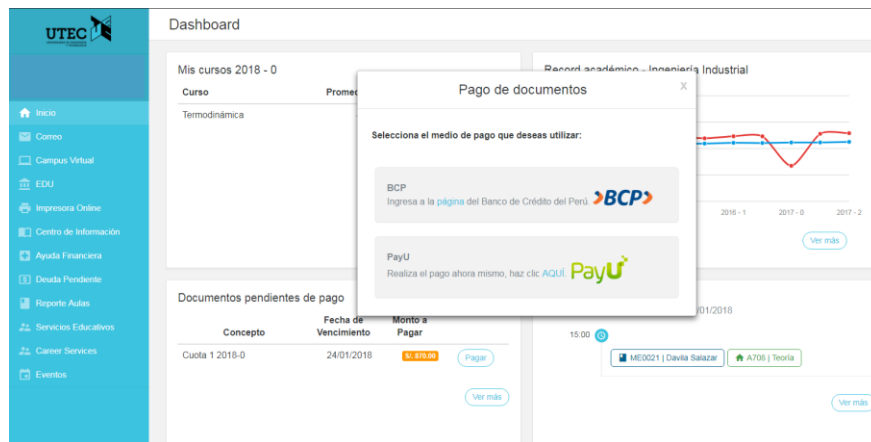 UTEC
Dashboard
Inicio
Correo
Campus Virtual
EDU
Impresora Online
Centro de Información
Ayuda Financiera
Deuda Pendiente
Reporte Aulas
Servicios Educativos
Career Services
Eventos
Mis cursos 2018 - 0
Curso Promed
Termodinámica
Record académico - Ingeniería Industrial
2016 - 1 2017 - 0 2017 - 2
Ver más
Pago de documentos X
Selecciona el medio de pago que deseas utilizar:
BCP
Ingresa a la página del Banco de Crédito del Perú. BCP
PayU
Realiza el pago ahora mismo, haz clic AQUÍ. PayU
Documentos pendientes de pago
Concepto Fecha de Vencimiento Monto a Pagar
Cuota 1 2018-0 24/01/2018 S/. 970.00 Pagar
Ver más
01/2018
15:00
ME0021 | Davila Salazar A708 | Teoría
Ver más